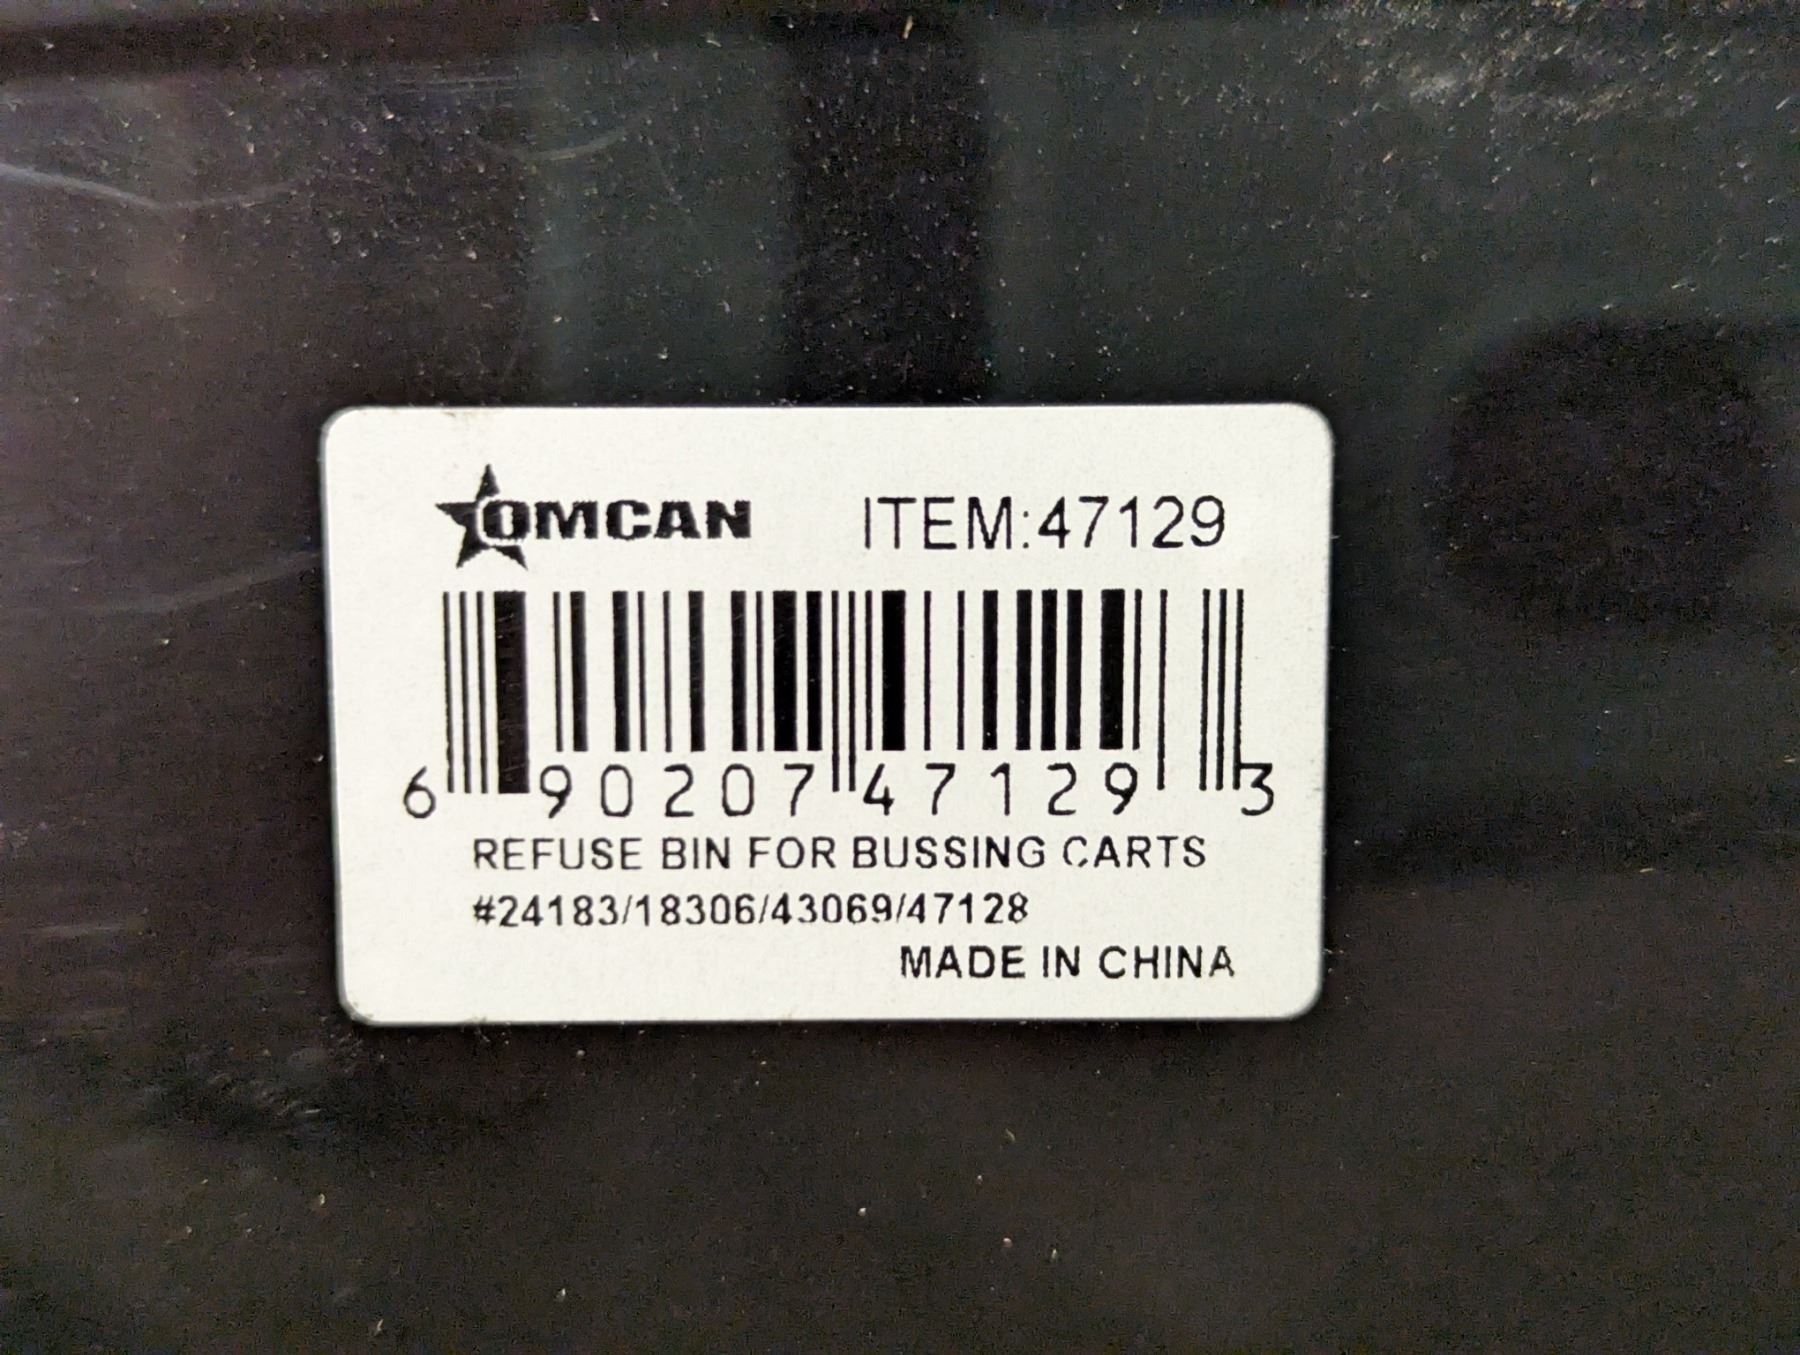 OMCAN ITEM:47129
6 90207 47129 3
REFUSE BIN FOR BUSSING CARTS
#24183/18306/43069/47128
MADE IN CHINA